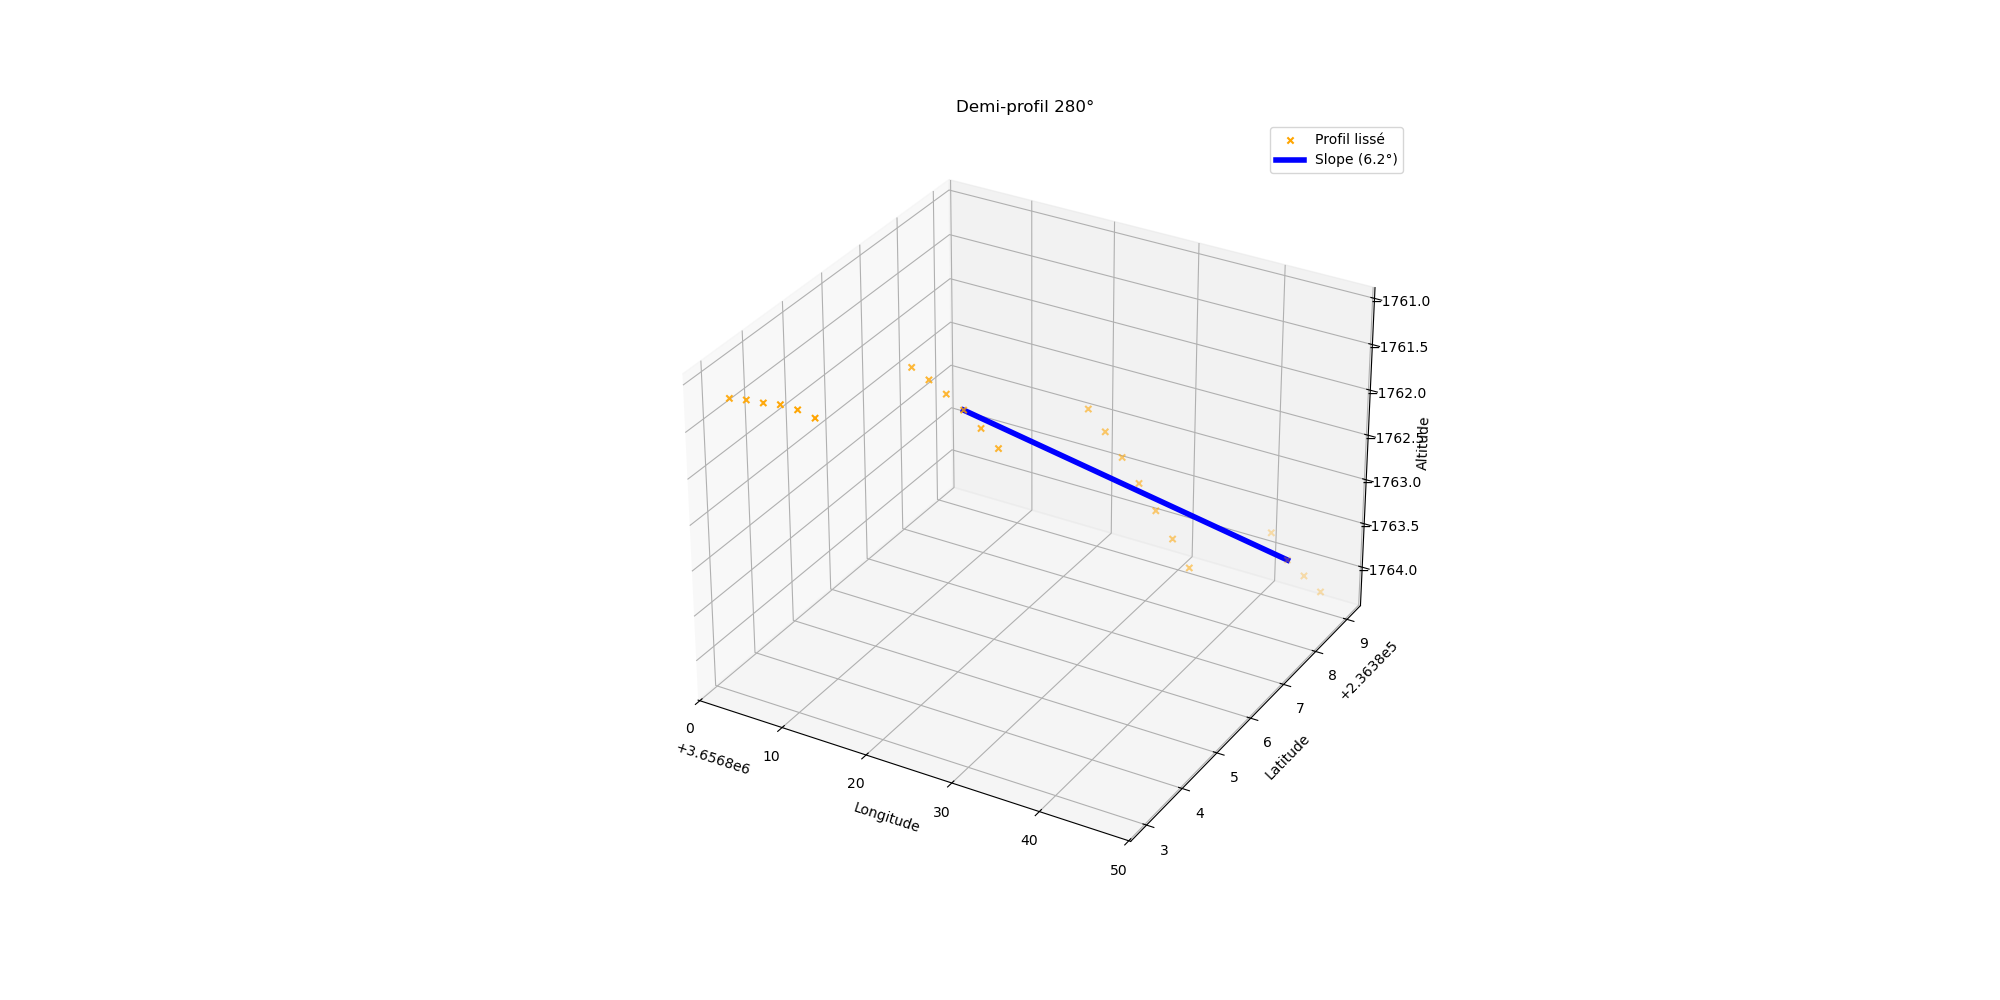 Demi-profil 280°
Profil lissé
Slope (6.2°)
−1761.0
−1761.5
−1762.0
−1762.5
−1763.0
−1763.5
−1764.0
Altitude
9
8
7
6
5
4
3
+2.3638e5
Latitude
0
10
20
30
40
50
+3.6568e6
Longitude